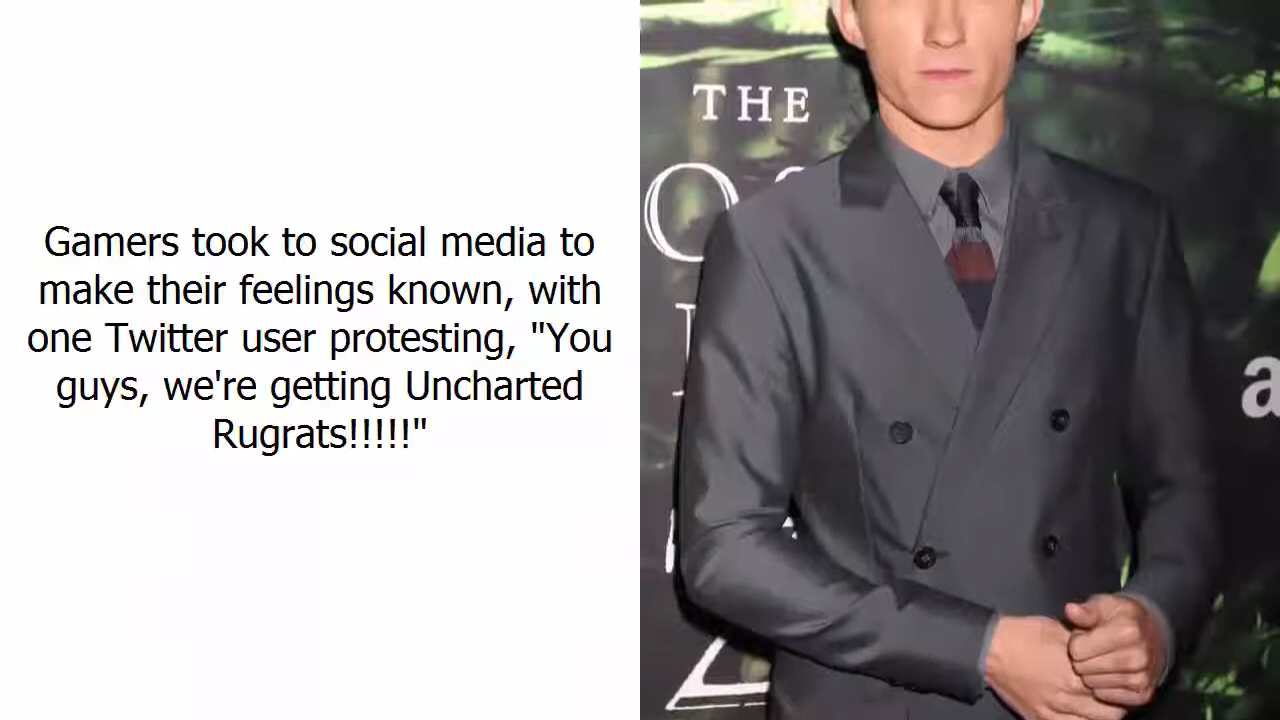 Gamers took to social media to
make their feelings known, with
one Twitter user protesting, "You
guys, we're getting Uncharted
Rugrats!!!!!"
THE